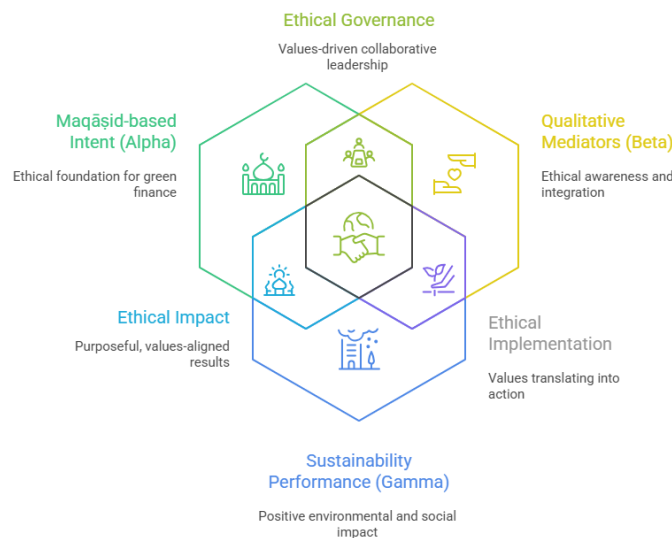 Ethical Governance
Values-driven collaborative
leadership
Maqāṣid-based
Intent (Alpha)
Ethical foundation for green
finance
Qualitative
Mediators (Beta)
Ethical awareness and
integration
Ethical Impact
Purposeful, values-aligned
results
Ethical
Implementation
Values translating into
action
Sustainability
Performance (Gamma)
Positive environmental and social
impact